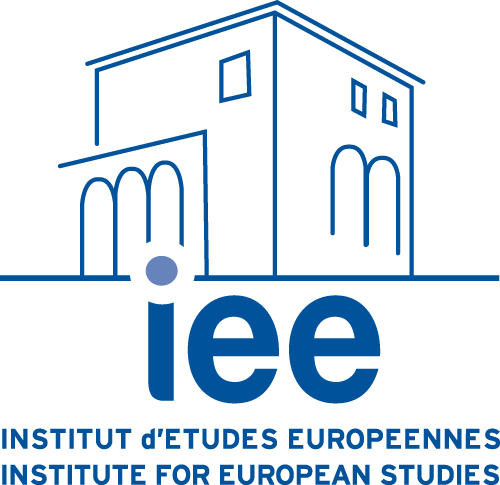 iee
INSTITUT d'ETUDES EUROPEENNES
INSTITUTE FOR EUROPEAN STUDIES